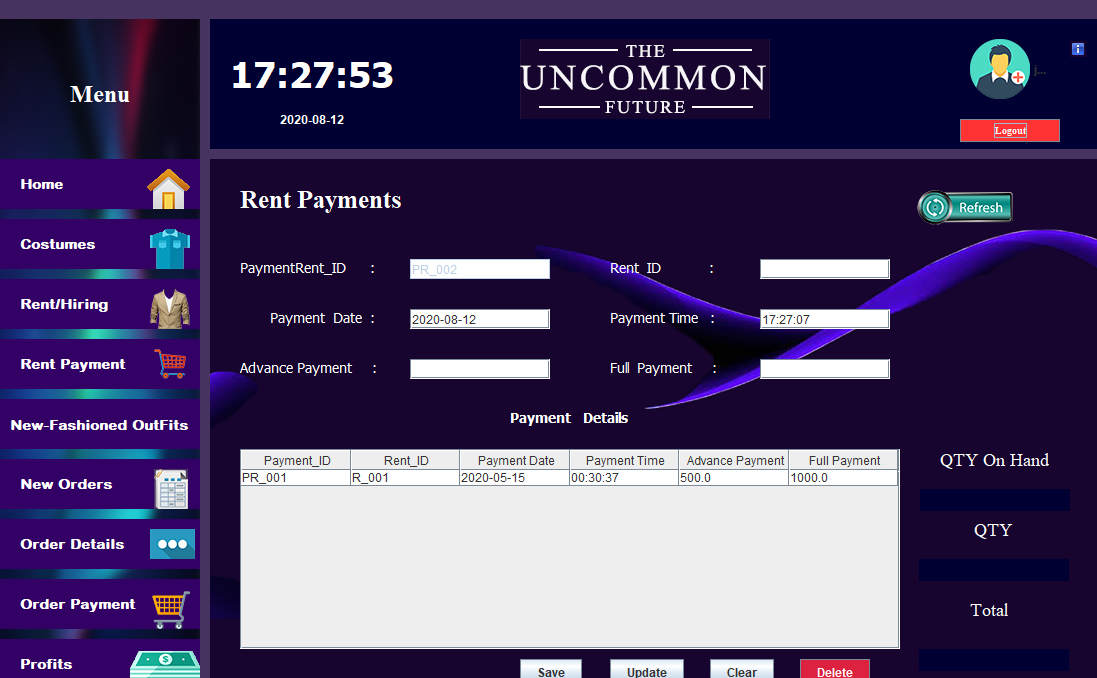 Menu
Home
Costumes
Rent/Hiring
Rent Payment
New-Fashioned OutFits
New Orders
Order Details
Order Payment
Profits
17:27:53
2020-08-12
THE
UNCOMMON
FUTURE
j...
i
Logout
Rent Payments
Refresh
PaymentRent_ID : PR_002 Rent ID :
Payment Date : 2020-08-12 Payment Time : 17:27:07
Advance Payment : Full Payment :
Payment Details
Payment_ID Rent_ID Payment Date Payment Time Advance Payment Full Payment
PR_001 R_001 2020-05-15 00:30:37 500.0 1000.0
QTY On Hand
QTY
Total
Save Update Clear Delete